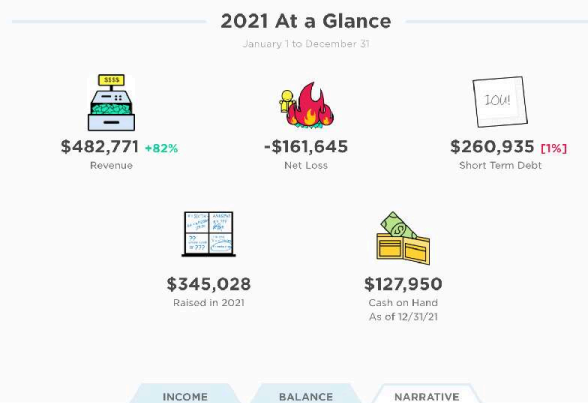 2021 At a Glance
January 1 to December 31
$$$$
IOU!
$482,771 +82%
Revenue
-$161,645
Net Loss
$260,935 [1%]
Short Term Debt
$345,028
Raised in 2021
$127,950
Cash on Hand
As of 12/31/21
INCOME
BALANCE
NARRATIVE